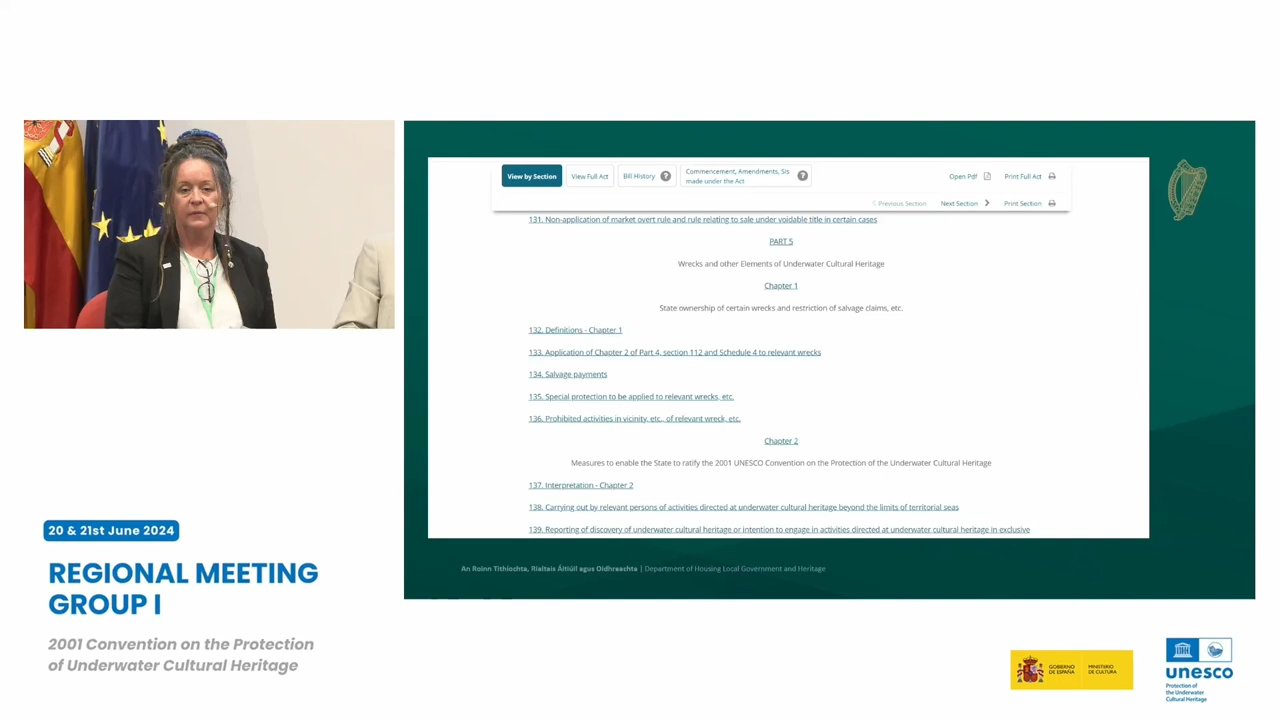 View by Section
View Full Act
Bill History ?
Commencement, Amendments, SIs
made under the Act ?
Open Pdf
Print Full Act
Previous Section
Next Section
Print Section
131. Non-application of market overt rule and rule relating to sale under voidable title in certain cases
PART 5
Wrecks and other Elements of Underwater Cultural Heritage
Chapter 1
State ownership of certain wrecks and restriction of salvage claims, etc.
132. Definitions - Chapter 1
133. Application of Chapter 2 of Part 4, section 112 and Schedule 4 to relevant wrecks
134. Salvage payments
135. Special protection to be applied to relevant wrecks, etc.
136. Prohibited activities in vicinity, etc., of relevant wreck, etc.
Chapter 2
Measures to enable the State to ratify the 2001 UNESCO Convention on the Protection of the Underwater Cultural Heritage
137. Interpretation - Chapter 2
138. Carrying out by relevant persons of activities directed at underwater cultural heritage beyond the limits of territorial seas
139. Reporting of discovery of underwater cultural heritage or intention to engage in activities directed at underwater cultural heritage in exclusive
An Roinn Tithíochta, Rialtais Áitiúil agus Oidhreachta | Department of Housing Local Government and Heritage
20 & 21st June 2024
REGIONAL MEETING
GROUP I
2001 Convention on the Protection
of Underwater Cultural Heritage
GOBIERNO
DE ESPAÑA
MINISTERIO
DE CULTURA
unesco
Protection of
the Underwater
Cultural Heritage